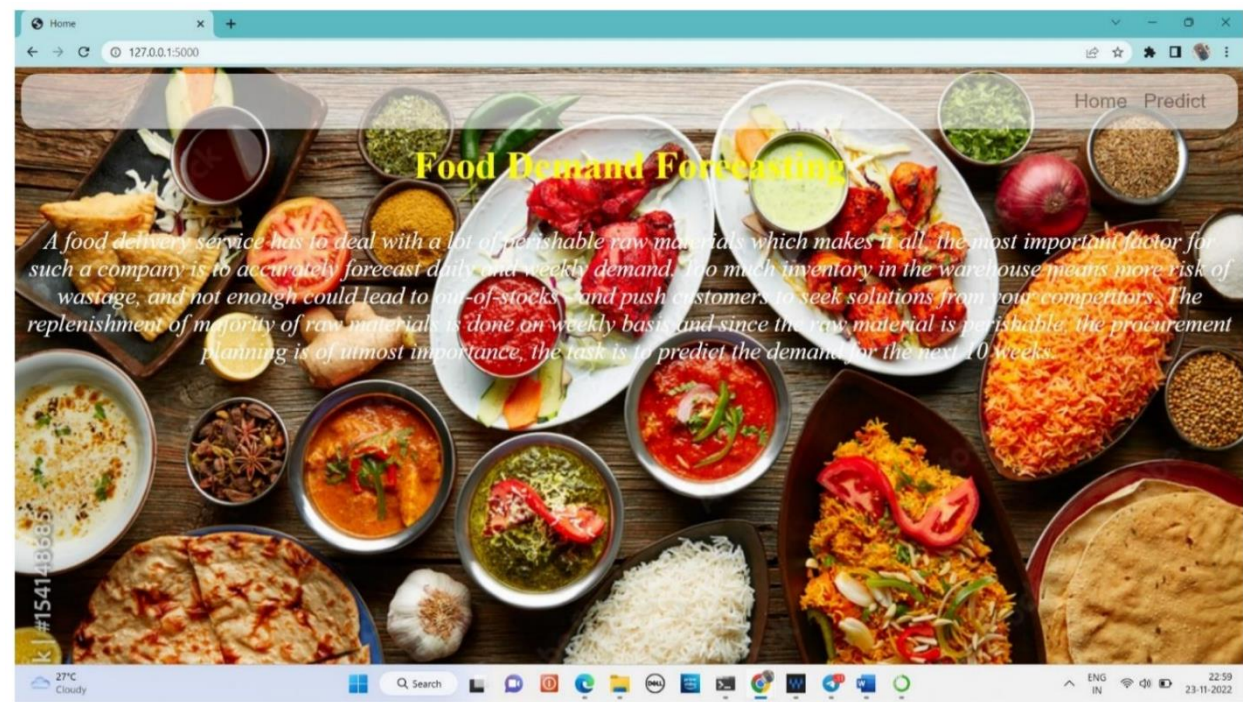 Home
127.0.0.1:5000
Home Predict
Food Demand Forecasting
A food delivery service has to deal with a lot of perishable raw materials which makes it all, the most important factor for
such a company is to accurately forecast daily and weekly demand. Too much inventory in the warehouse means more risk of
wastage, and not enough could lead to out-of-stocks - and push customers to seek solutions from your competitors. The
replenishment of majority of raw materials is done on weekly basis and since the raw material is perishable, the procurement
planning is of utmost importance, the task is to predict the demand for the next 10 weeks.
k | #154148683
27°C
Cloudy
Search
DELL
ENG
IN
22:59
23-11-2022